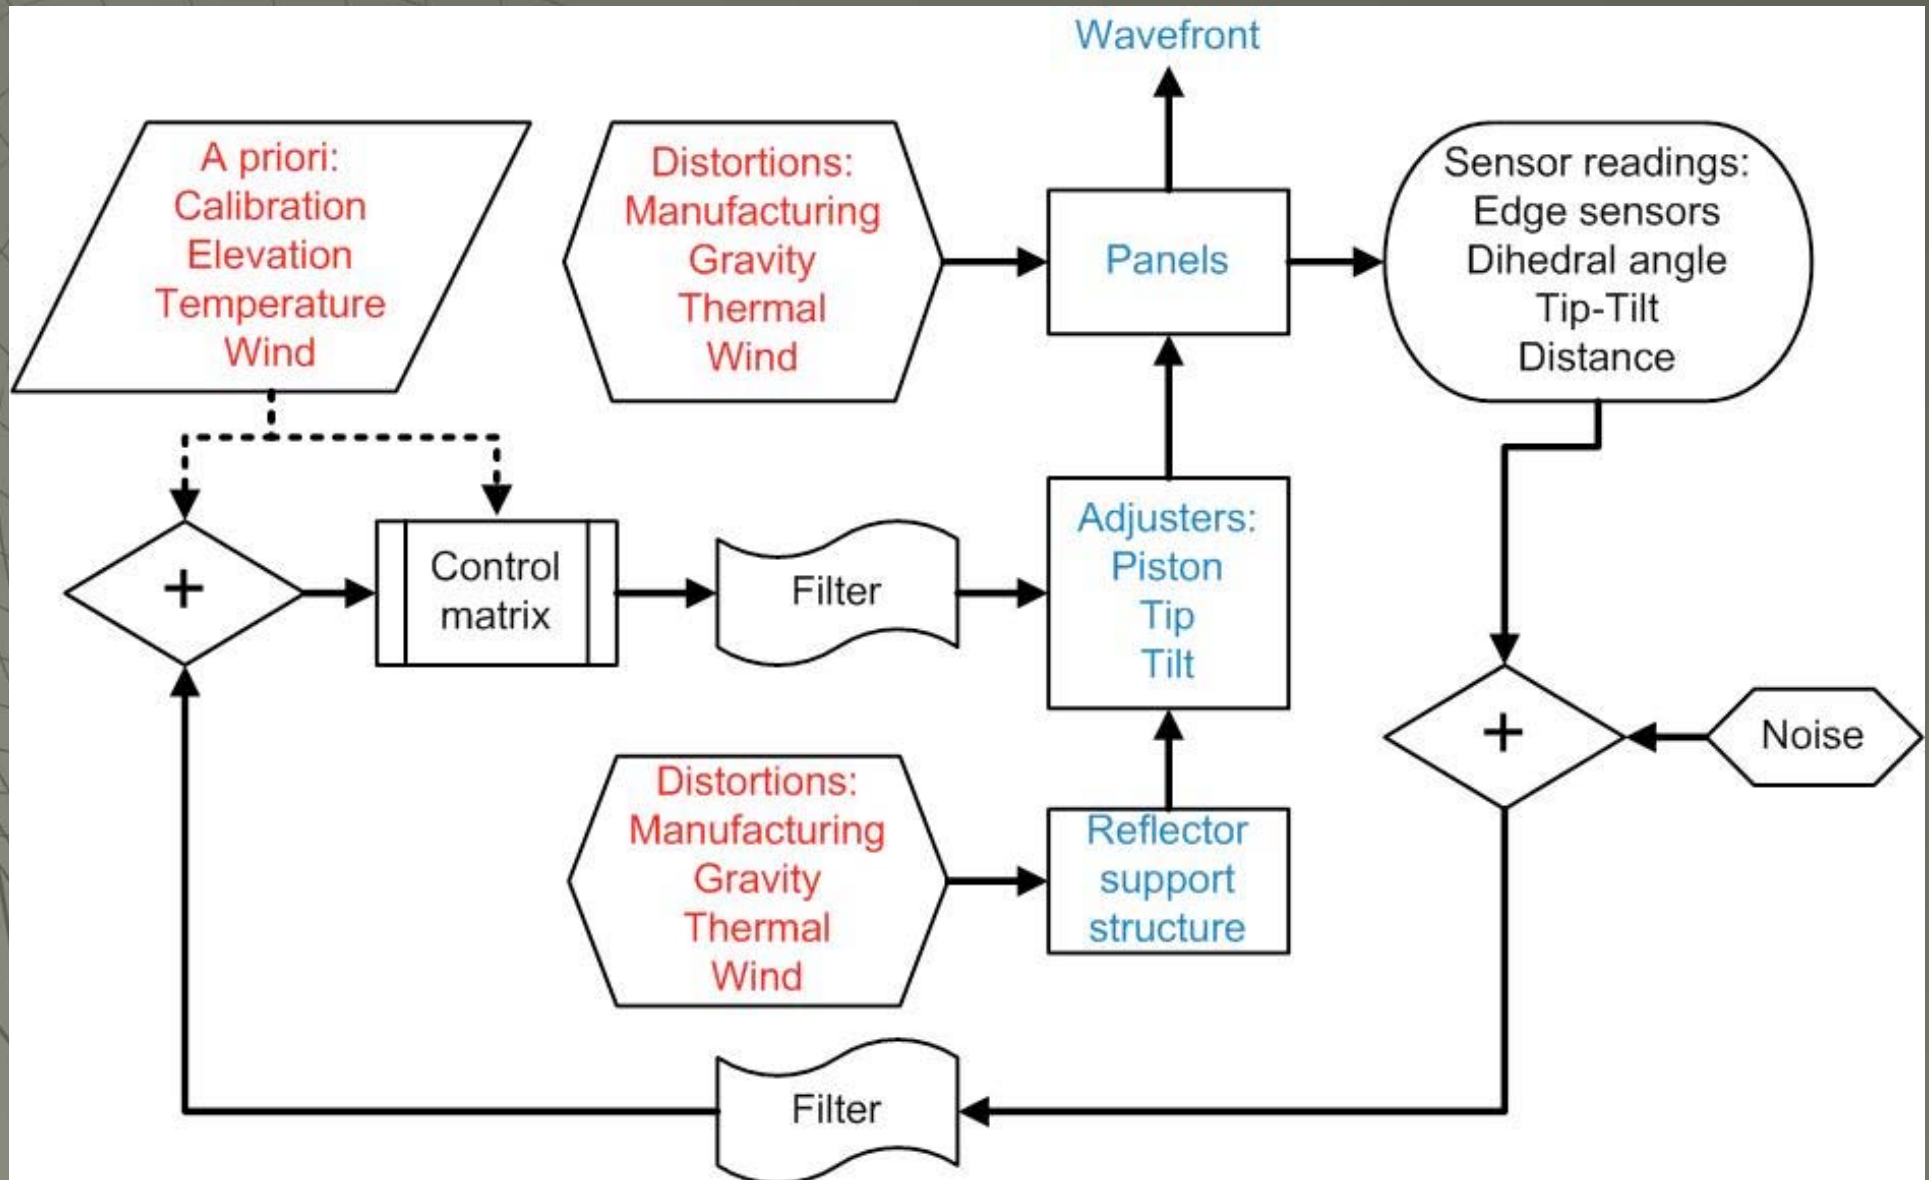 Wavefront
A priori:
Calibration
Elevation
Temperature
Wind
Distortions:
Manufacturing
Gravity
Thermal
Wind
Panels
Sensor readings:
Edge sensors
Dihedral angle
Tip-Tilt
Distance
+
Control
matrix
Filter
Adjusters:
Piston
Tip
Tilt
+
Noise
Distortions:
Manufacturing
Gravity
Thermal
Wind
Reflector
support
structure
Filter